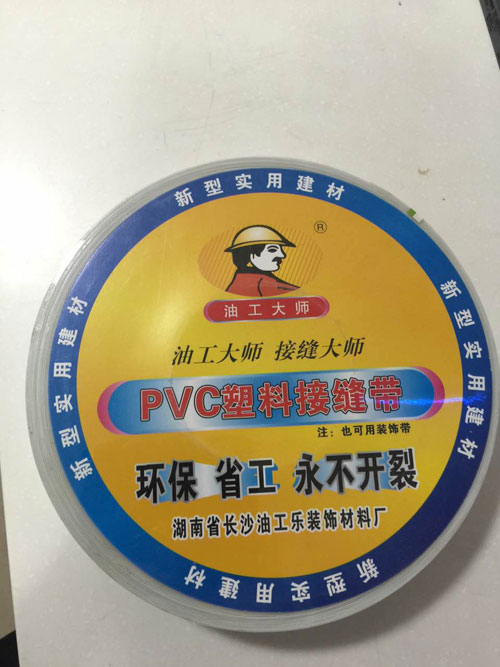 新型实用建材
®
油工大师
油工大师 接缝大师
PVC塑料接缝带
注：也可用装饰带
环保 省工 永不开裂
湖南省长沙油工乐装饰材料厂
新型实用建材
新型实用建材
新型实用建材